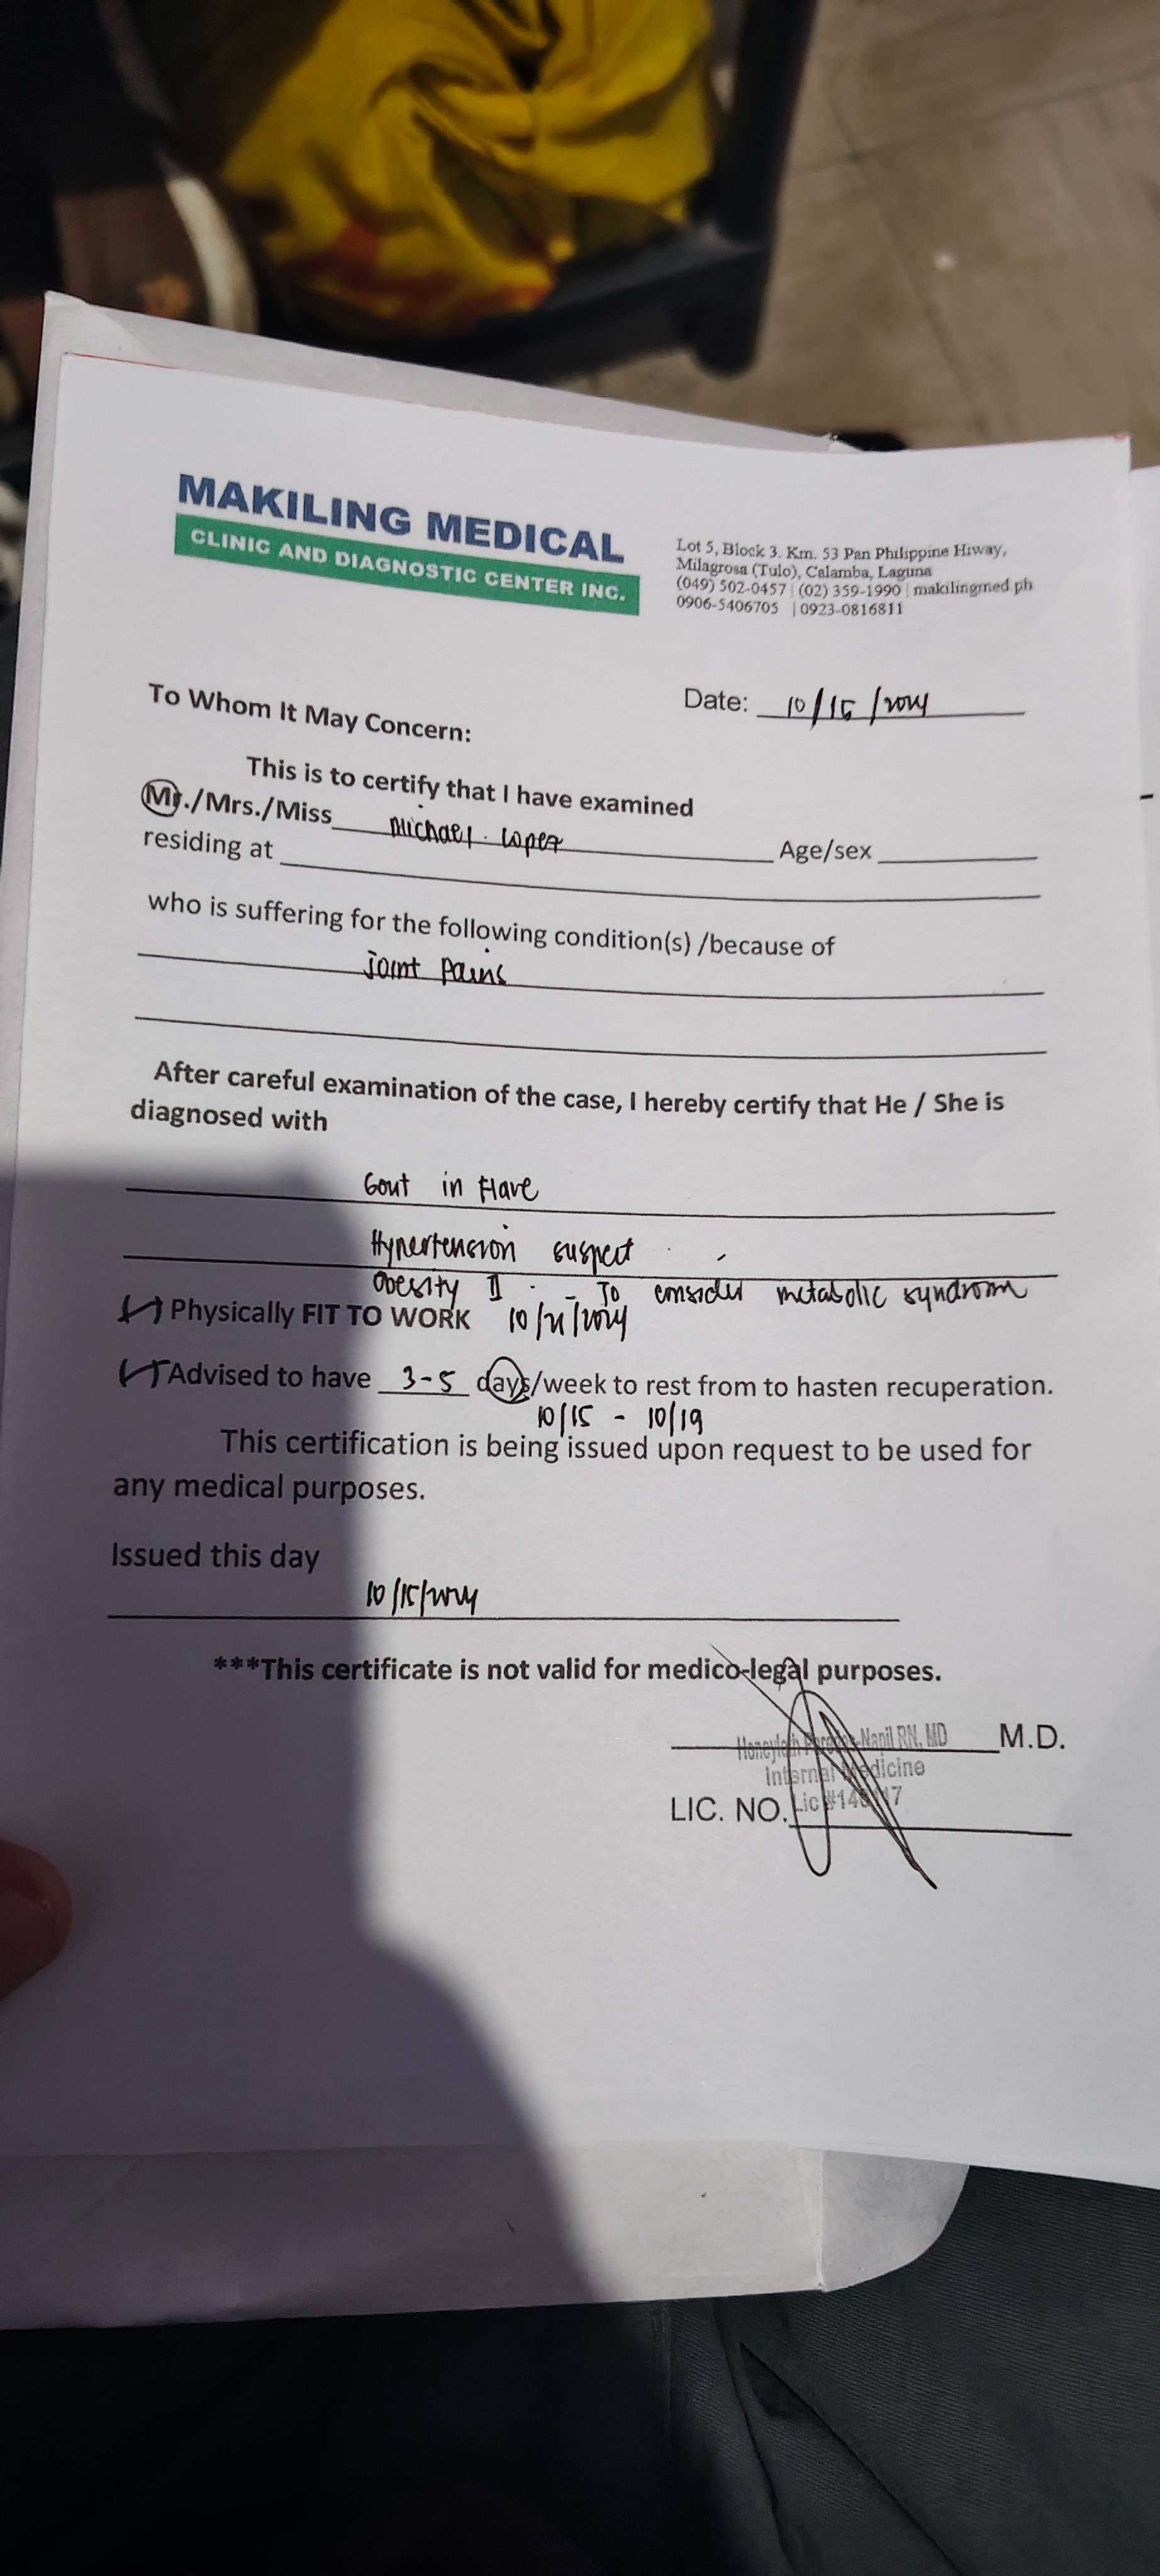 MAKILING MEDICAL
CLINIC AND DIAGNOSTIC CENTER INC.
Lot 5, Block 3. Km. 53 Pan Philippine Hiway,
Milagrosa (Tulo), Calamba, Laguna
(049) 502-0457 | (02) 359-1990 | makilingmed ph
0906-5406705 | 0923-0816811
To Whom It May Concern:
Date: 10/15/2024
This is to certify that I have examined
Mr./Mrs./Miss Michael Lopez Age/sex
residing at
who is suffering for the following condition(s) /because of
joint pains
After careful examination of the case, I hereby certify that He / She is
diagnosed with
Gout in Flare
Hypertension suspect
Obesity II - To consider metabolic syndrome
Physically FIT TO WORK 10/21/2024
Advised to have 3-5 days/week to rest from to hasten recuperation.
10/15 - 10/19
This certification is being issued upon request to be used for
any medical purposes.
Issued this day
10/15/2024
***This certificate is not valid for medico-legal purposes.
Napil RN, MD M.D.
Internal Medicine
LIC. NO. Lic #